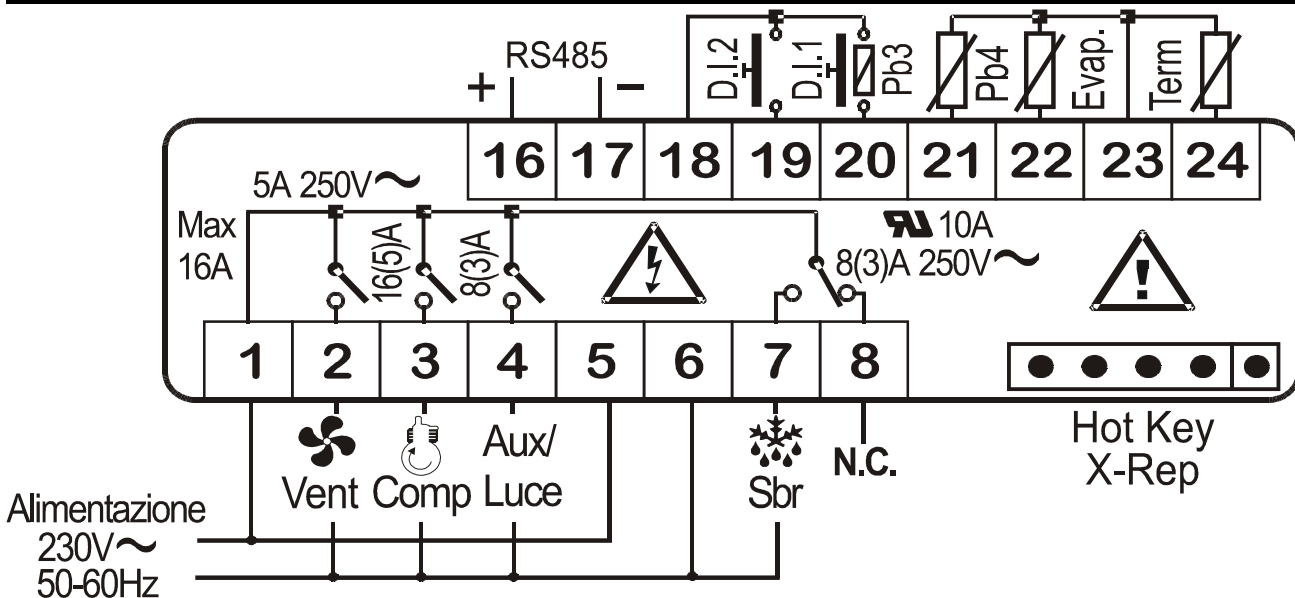 RS485
+ −
D.I.2
D.I.1
Pb3
Pb4
Evap.
Term
16 17 18 19 20 21 22 23 24
5A 250V~
Max
16A
16(5)A
8(3)A
10A
8(3)A 250V~
1 2 3 4 5 6 7 8
Vent
Comp
Aux/
Luce
Sbr
N.C.
Hot Key
X-Rep
Alimentazione
230V~
50-60Hz